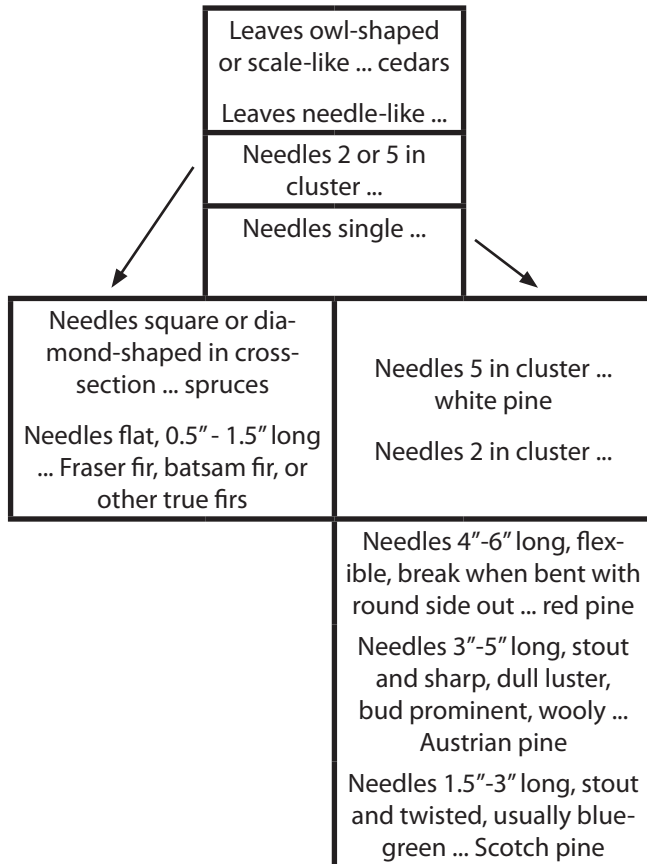 Leaves owl-shaped
or scale-like ... cedars
Leaves needle-like ...
Needles 2 or 5 in
cluster ...
Needles single ...
Needles square or dia-
mond-shaped in cross-
section ... spruces
Needles flat, 0.5” - 1.5” long
... Fraser fir, batsam fir, or
other true firs
Needles 5 in cluster ...
white pine
Needles 2 in cluster ...
Needles 4”-6” long, flex-
ible, break when bent with
round side out ... red pine
Needles 3”-5” long, stout
and sharp, dull luster,
bud prominent, wooly ...
Austrian pine
Needles 1.5”-3” long, stout
and twisted, usually blue-
green ... Scotch pine